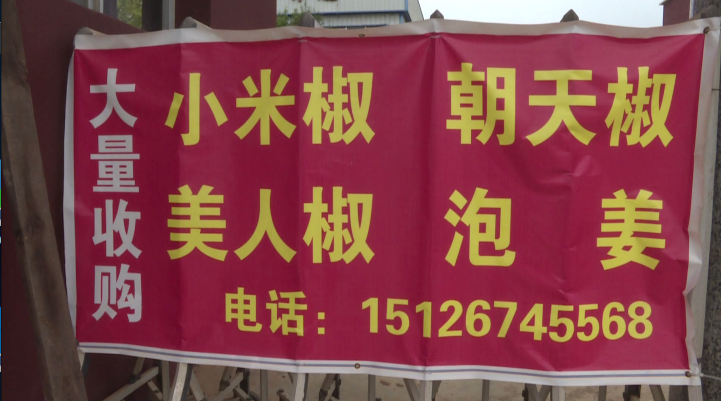 大量收购
小米椒 朝天椒
美人椒 泡姜
电话：15126745568